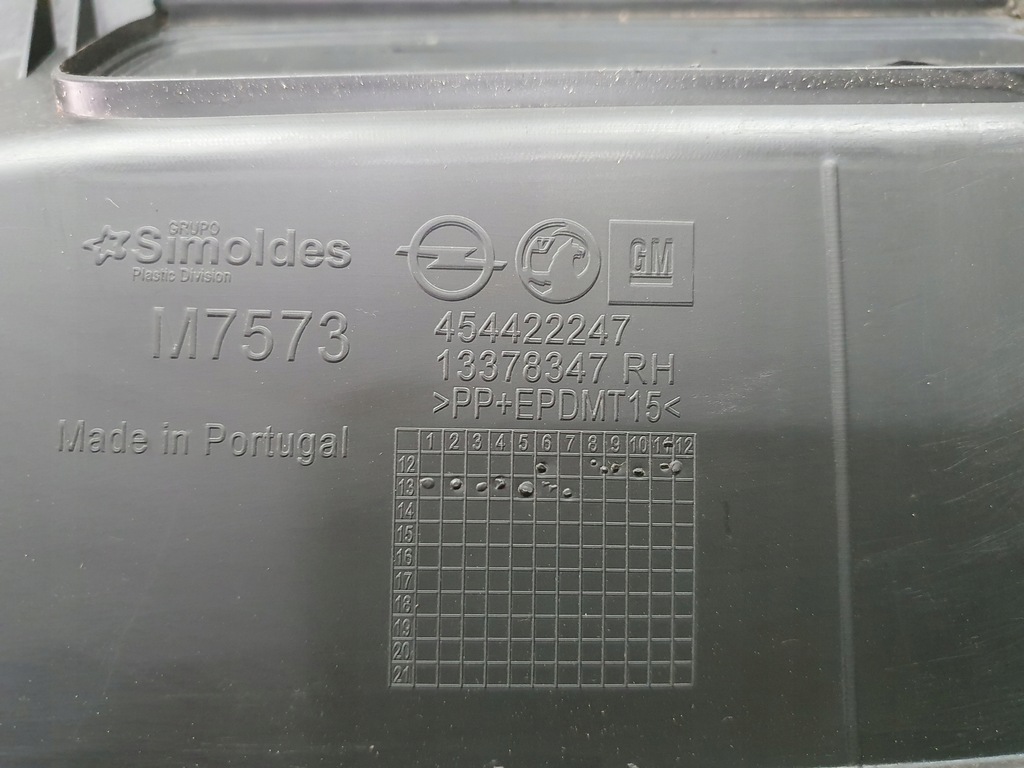 GRUPO
Simoldes
Plastic Division
M7573
Made in Portugal
GM
454422247
13378347 RH
>PP+EPDMT15<
1 2 3 4 5 6 7 8 9 10 11 12
12
13
14
15
16
17
18
19
20
21